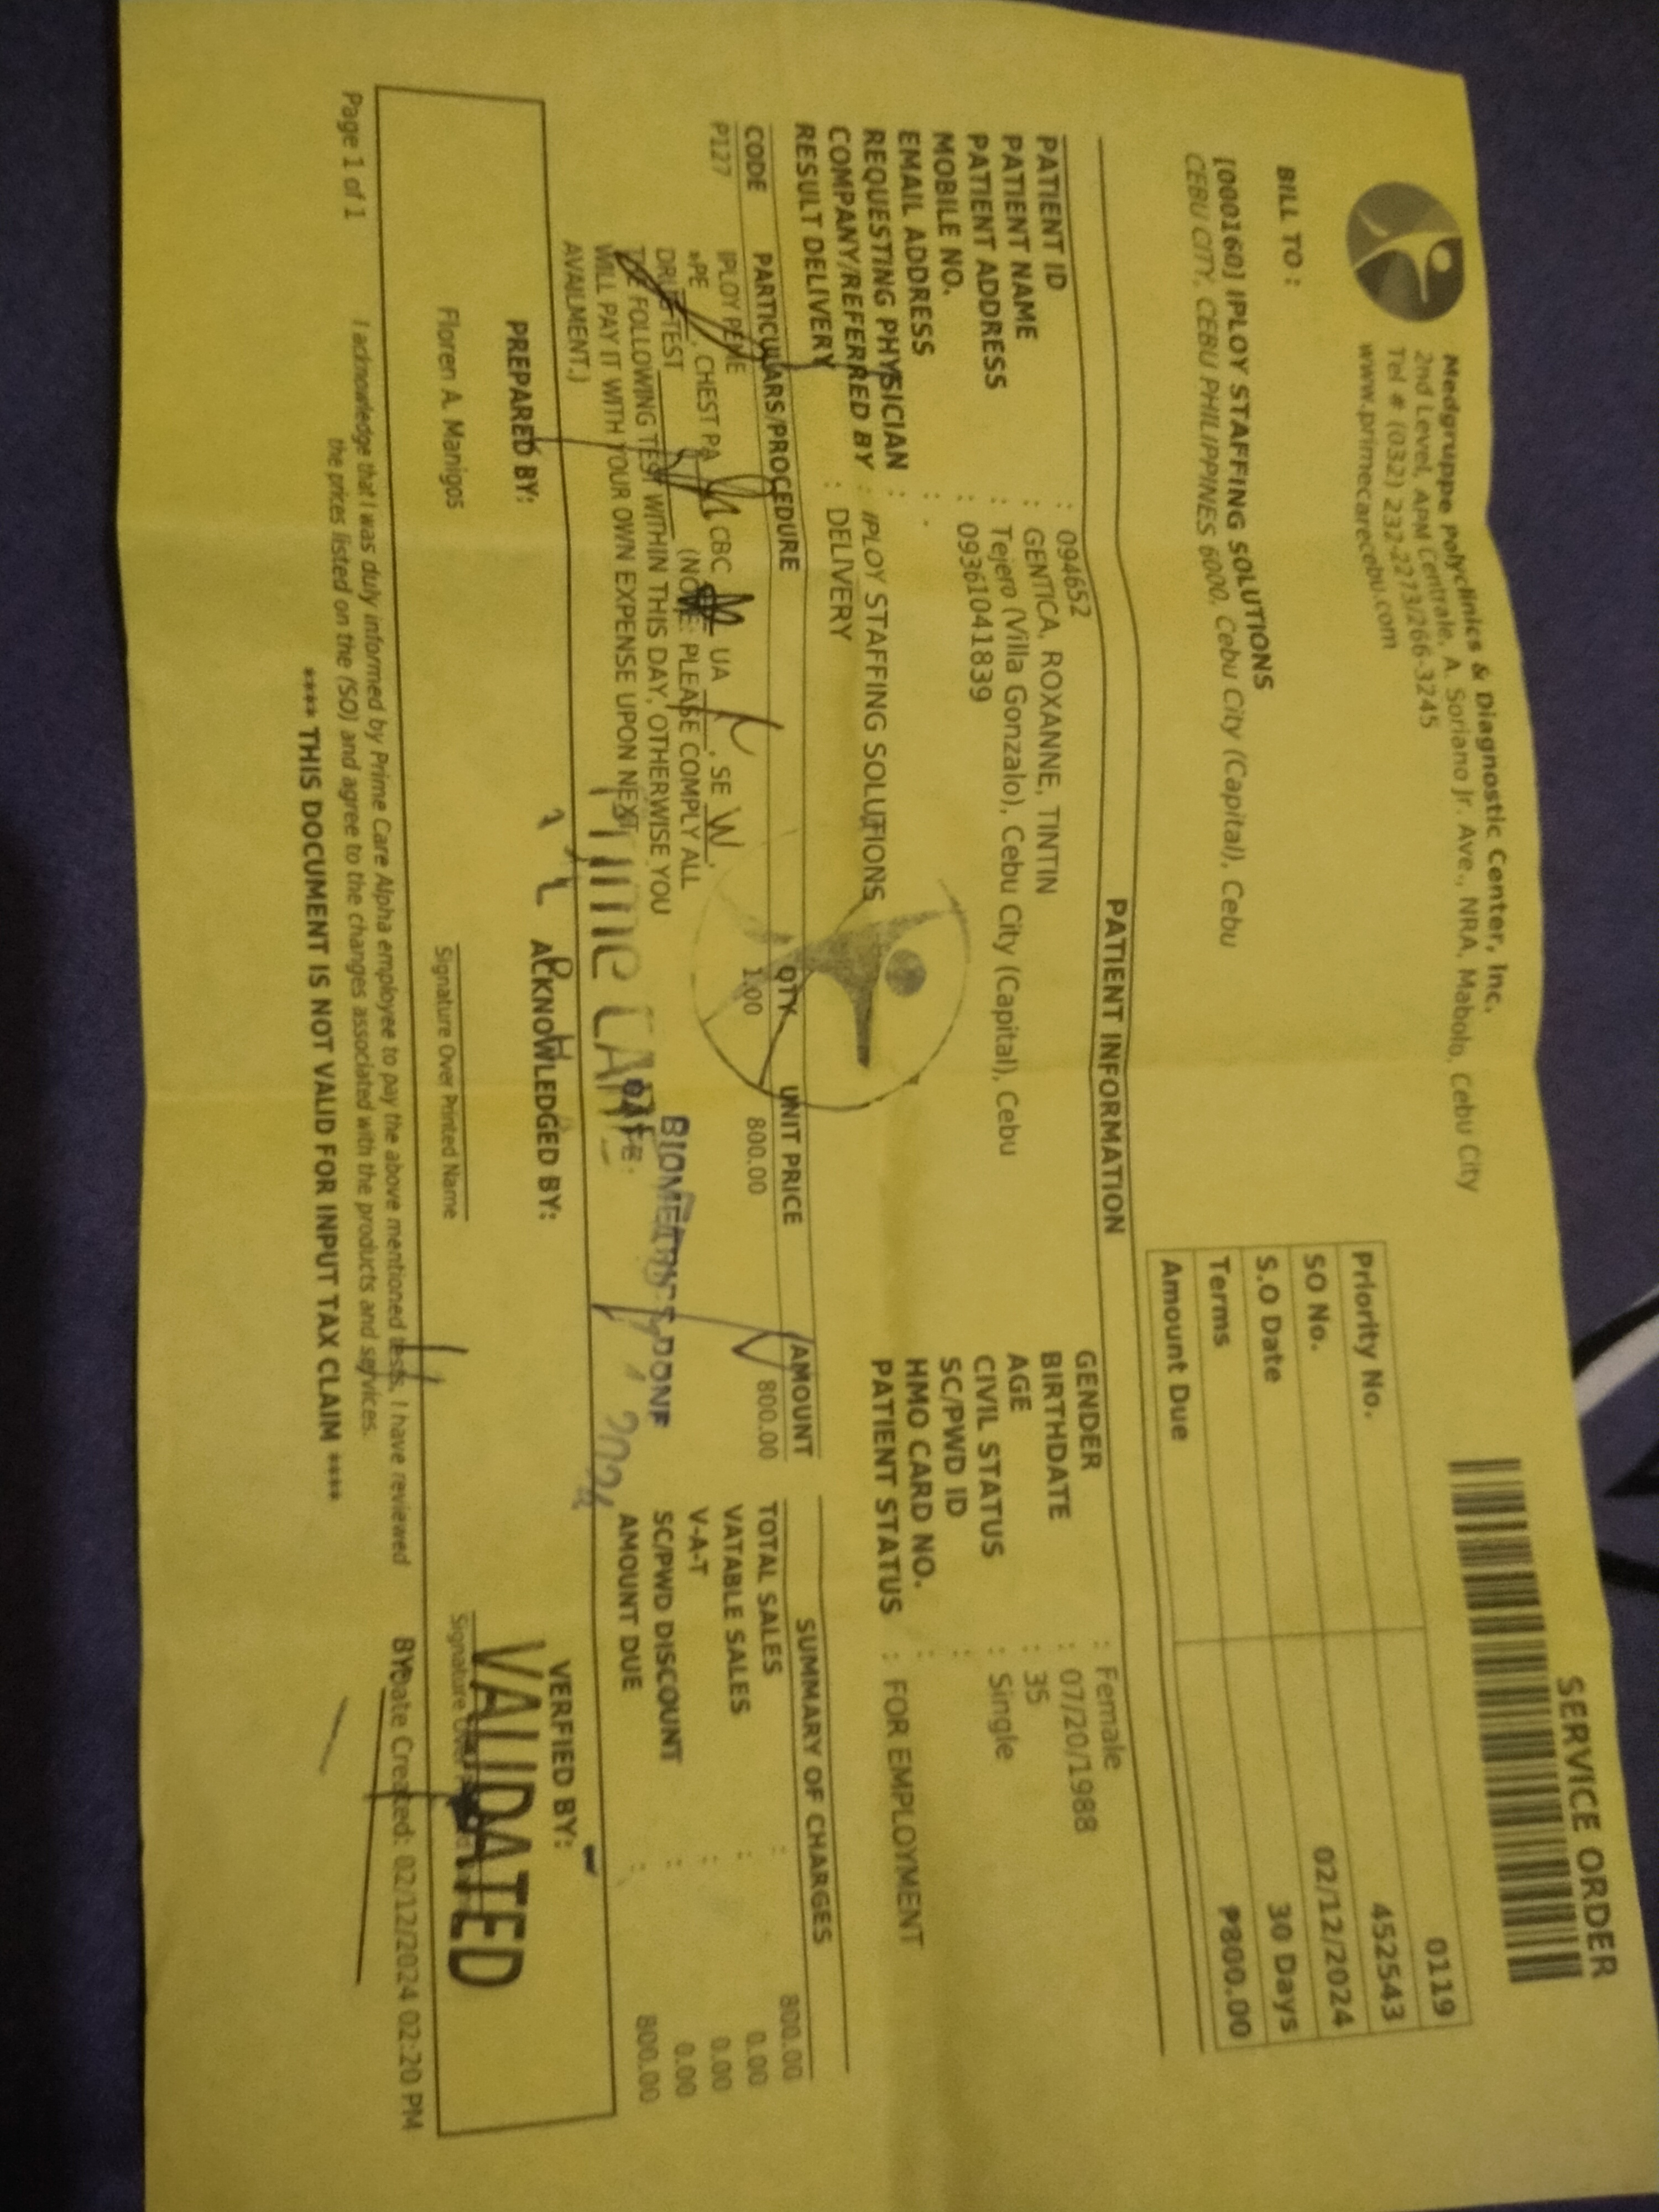 SERVICE ORDER
Medgruppe Polyclinics & Diagnostic Center, Inc.
2nd Level, APM Centrale, A. Soriano Jr. Ave., NRA, Mabolo, Cebu City
Tel # (032) 232-2273/266-3245
www.primecarecebu.com
BILL TO :
[000160] IPLOY STAFFING SOLUTIONS
CEBU CITY, CEBU PHILIPPINES 6000, Cebu City (Capital), Cebu
Priority No. 0119
SO No. 4522543
S.O Date 02/12/2024
Terms 30 Days
Amount Due ₱800.00
PATIENT INFORMATION
PATIENT ID : 094652
PATIENT NAME : GENTICA, ROXANNE, TINTIN
PATIENT ADDRESS : Tejero (Villa Gonzalo), Cebu City (Capital), Cebu
MOBILE NO. : 09361041839
EMAIL ADDRESS : .
REQUESTING PHYSICIAN :
COMPANY/REFERRED BY : IPLOY STAFFING SOLUTIONS
RESULT DELIVERY : DELIVERY
GENDER : Female
BIRTHDATE : 07/20/1988
AGE : 35
CIVIL STATUS : Single
SC/PWD ID :
HMO CARD NO. :
PATIENT STATUS : FOR EMPLOYMENT
CODE PARTICULARS/PROCEDURE QTY UNIT PRICE AMOUNT
P127 IPLOY PEME 1.00 800.00 800.00
PE , CHEST PA CBC UA , SE ,
DRUG TEST (NOTE: PLEASE COMPLY ALL
THE FOLLOWING TEST WITHIN THIS DAY, OTHERWISE YOU
WILL PAY IT WITH YOUR OWN EXPENSE UPON NEXT
AVAILMENT.)
SUMMARY OF CHARGES
TOTAL SALES : 800.00
VATABLE SALES : 0.00
V-A-T : 0.00
SC/PWD DISCOUNT : 0.00
AMOUNT DUE : 800.00
Prime CARE
BIOMETRICS DONE
DATE:
2024
PREPARED BY:
Floren A. Manigos
ACKNOWLEDGED BY:
Signature Over Printed Name
VERFIED BY:
Signature Over
VALIDATED
BY
Page 1 of 1
I acknowledge that I was duly informed by Prime Care Alpha employee to pay the above mentioned tests. I have reviewed
the prices listed on the (SO) and agree to the changes associated with the products and services.
Date Created: 02/12/2024 02:20 PM
**** THIS DOCUMENT IS NOT VALID FOR INPUT TAX CLAIM ****